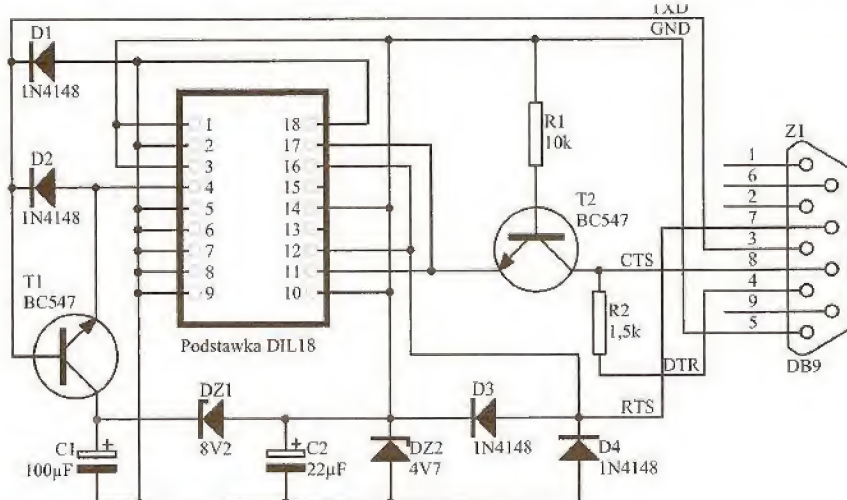 TXD
GND
D1
1N4148
D2
1N4148
T1
BC547
1
2
3
4
5
6
7
8
9
18
17
16
15
14
13
12
11
10
Podstawka DIL18
R1
10k
T2
BC547
CTS
R2
1,5k
DTR
RTS
Z1
1
6
2
7
3
8
4
9
5
DB9
C1
+
100µF
DZ1
8V2
C2
+
22µF
DZ2
4V7
D3
1N4148
D4
1N4148